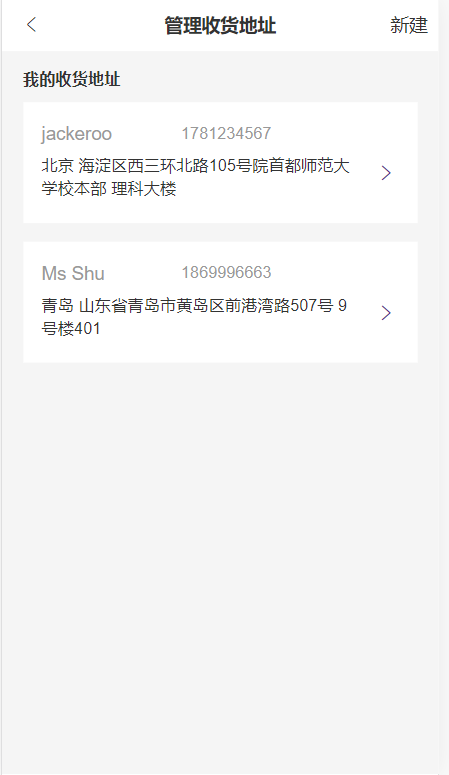 管理收货地址 新建
我的收货地址
jackeroo 1781234567
北京 海淀区西三环北路105号院首都师范大
学校本部 理科大楼
Ms Shu 1869996663
青岛 山东省青岛市黄岛区前港湾路507号 9
号楼401